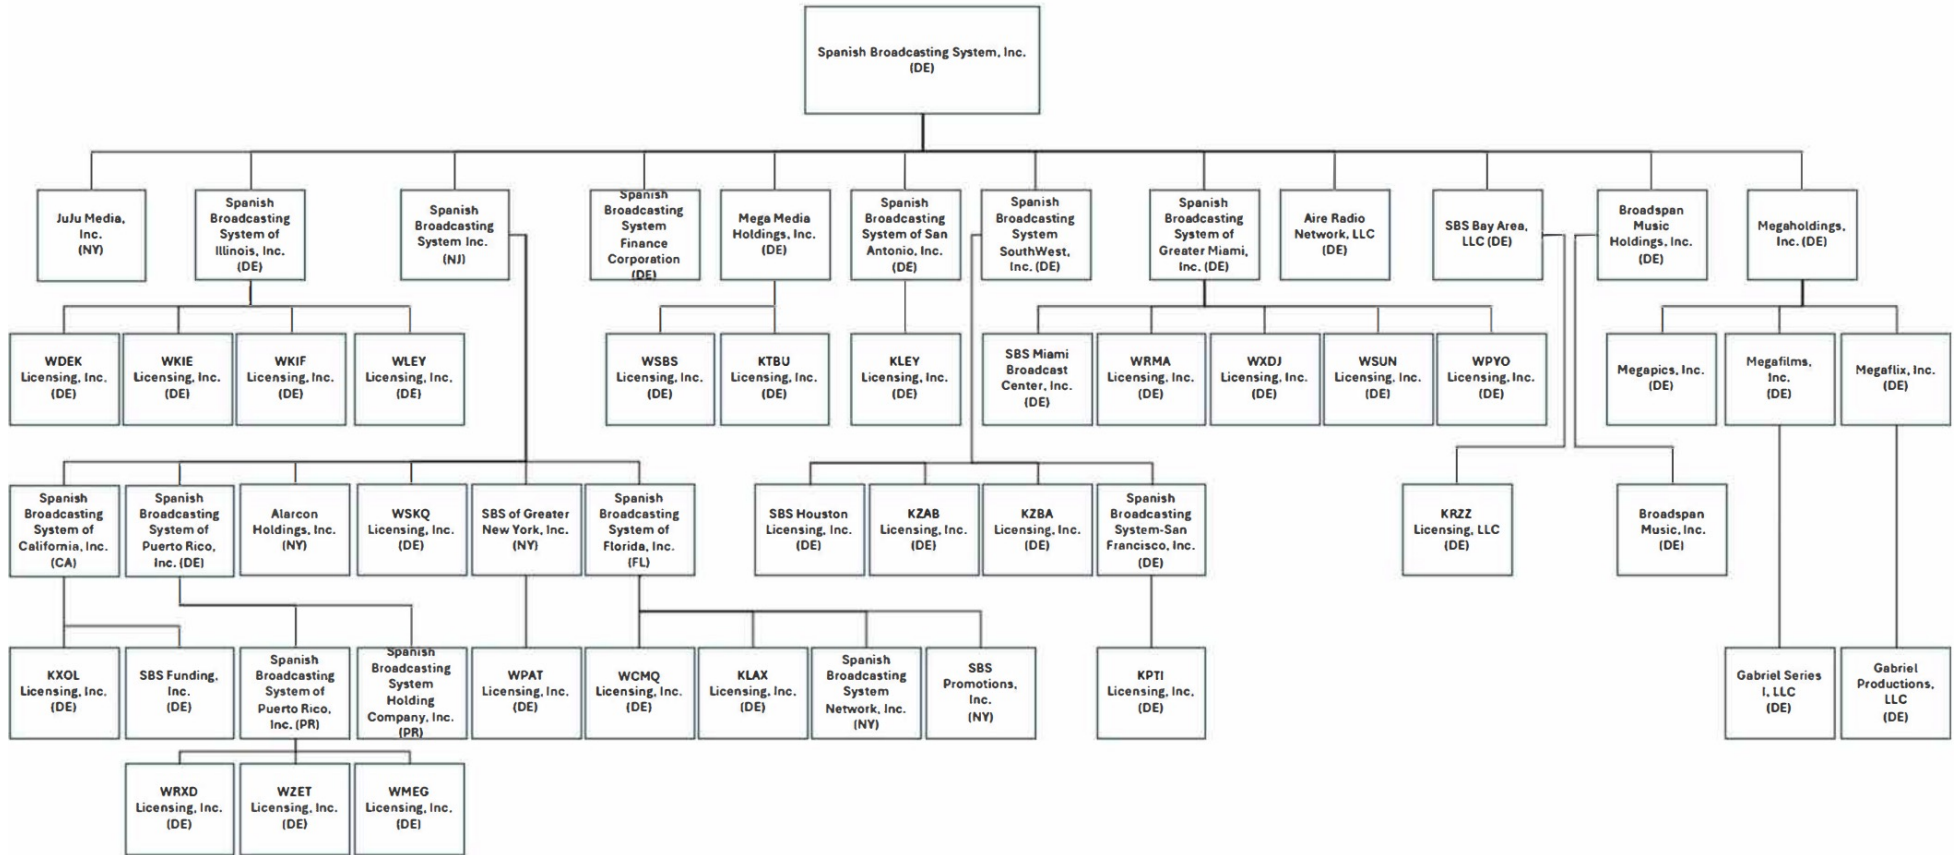 Spanish Broadcasting System, Inc.
(DE)
JuJu Media,
Inc.
(NY)
Spanish
Broadcasting
System of
Illinois, Inc.
(DE)
Spanish
Broadcasting
System Inc.
(NJ)
Spanish
Broadcasting
System
Finance
Corporation
(DE)
Mega Media
Holdings, Inc.
(DE)
Spanish
Broadcasting
System of San
Antonio, Inc.
(DE)
Spanish
Broadcasting
System
SouthWest,
Inc. (DE)
Spanish
Broadcasting
System of
Greater Miami,
Inc. (DE)
Aire Radio
Network, LLC
(DE)
SBS Bay Area,
LLC (DE)
Broadspan
Music
Holdings, Inc.
(DE)
Megaholdings,
Inc. (DE)
WDEK
Licensing, Inc.
(DE)
WKIE
Licensing, Inc.
(DE)
WKIF
Licensing, Inc.
(DE)
WLEY
Licensing, Inc.
(DE)
WSBS
Licensing, Inc.
(DE)
KTBU
Licensing, Inc.
(DE)
KLEY
Licensing, Inc.
(DE)
SBS Miami
Broadcast
Center, Inc.
(DE)
WRMA
Licensing, Inc.
(DE)
WXDJ
Licensing, Inc.
(DE)
WSUN
Licensing, Inc.
(DE)
WPYO
Licensing, Inc.
(DE)
Megapics, Inc.
(DE)
Megafilms,
Inc.
(DE)
Megaflix, Inc.
(DE)
Spanish
Broadcasting
System of
California, Inc.
(CA)
Spanish
Broadcasting
System of
Puerto Rico,
Inc. (DE)
Alarcon
Holdings, Inc.
(NY)
WSKQ
Licensing, Inc.
(DE)
SBS of Greater
New York, Inc.
(NY)
Spanish
Broadcasting
System of
Florida, Inc.
(FL)
SBS Houston
Licensing, Inc.
(DE)
KZAB
Licensing, Inc.
(DE)
KZBA
Licensing, Inc.
(DE)
Spanish
Broadcasting
System-San
Francisco, Inc.
(DE)
KRZZ
Licensing, LLC
(DE)
Broadspan
Music, Inc.
(DE)
KXOL
Licensing, Inc.
(DE)
SBS Funding,
Inc.
(DE)
Spanish
Broadcasting
System of
Puerto Rico,
Inc. (PR)
Spanish
Broadcasting
System
Holding
Company, Inc.
(PR)
WPAT
Licensing, Inc.
(DE)
WCMQ
Licensing, Inc.
(DE)
KLAX
Licensing, Inc.
(DE)
Spanish
Broadcasting
System
Network, Inc.
(NY)
SBS
Promotions,
Inc.
(NY)
KPTI
Licensing, Inc.
(DE)
Gabriel Series
I, LLC
(DE)
Gabriel
Productions,
LLC
(DE)
WRXD
Licensing, Inc.
(DE)
WZET
Licensing, Inc.
(DE)
WMEG
Licensing, Inc.
(DE)